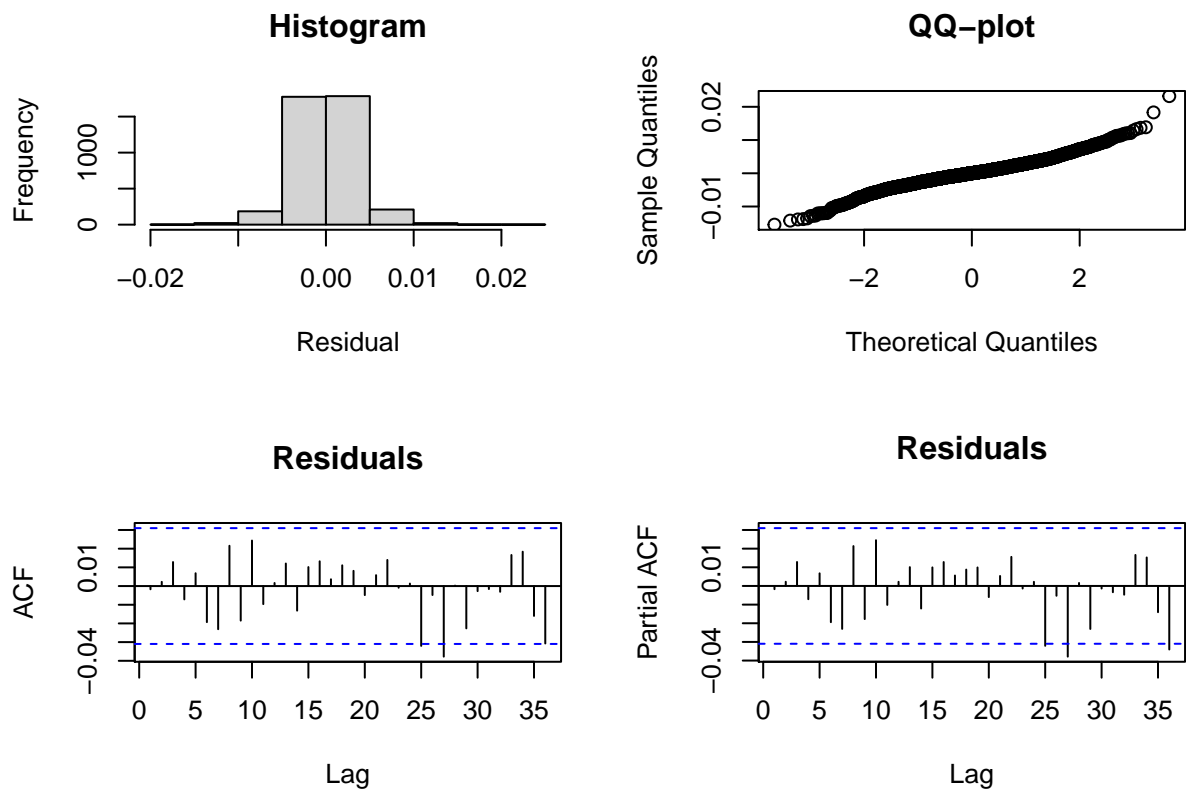 Histogram
Frequency
0
1000
−0.02
0.00
0.01
0.02
Residual
QQ−plot
Sample Quantiles
−0.01
0.02
−2
0
2
Theoretical Quantiles
Residuals
ACF
−0.04
0.01
0
5
10
15
20
25
30
35
Lag
Residuals
Partial ACF
−0.04
0.01
0
5
10
15
20
25
30
35
Lag